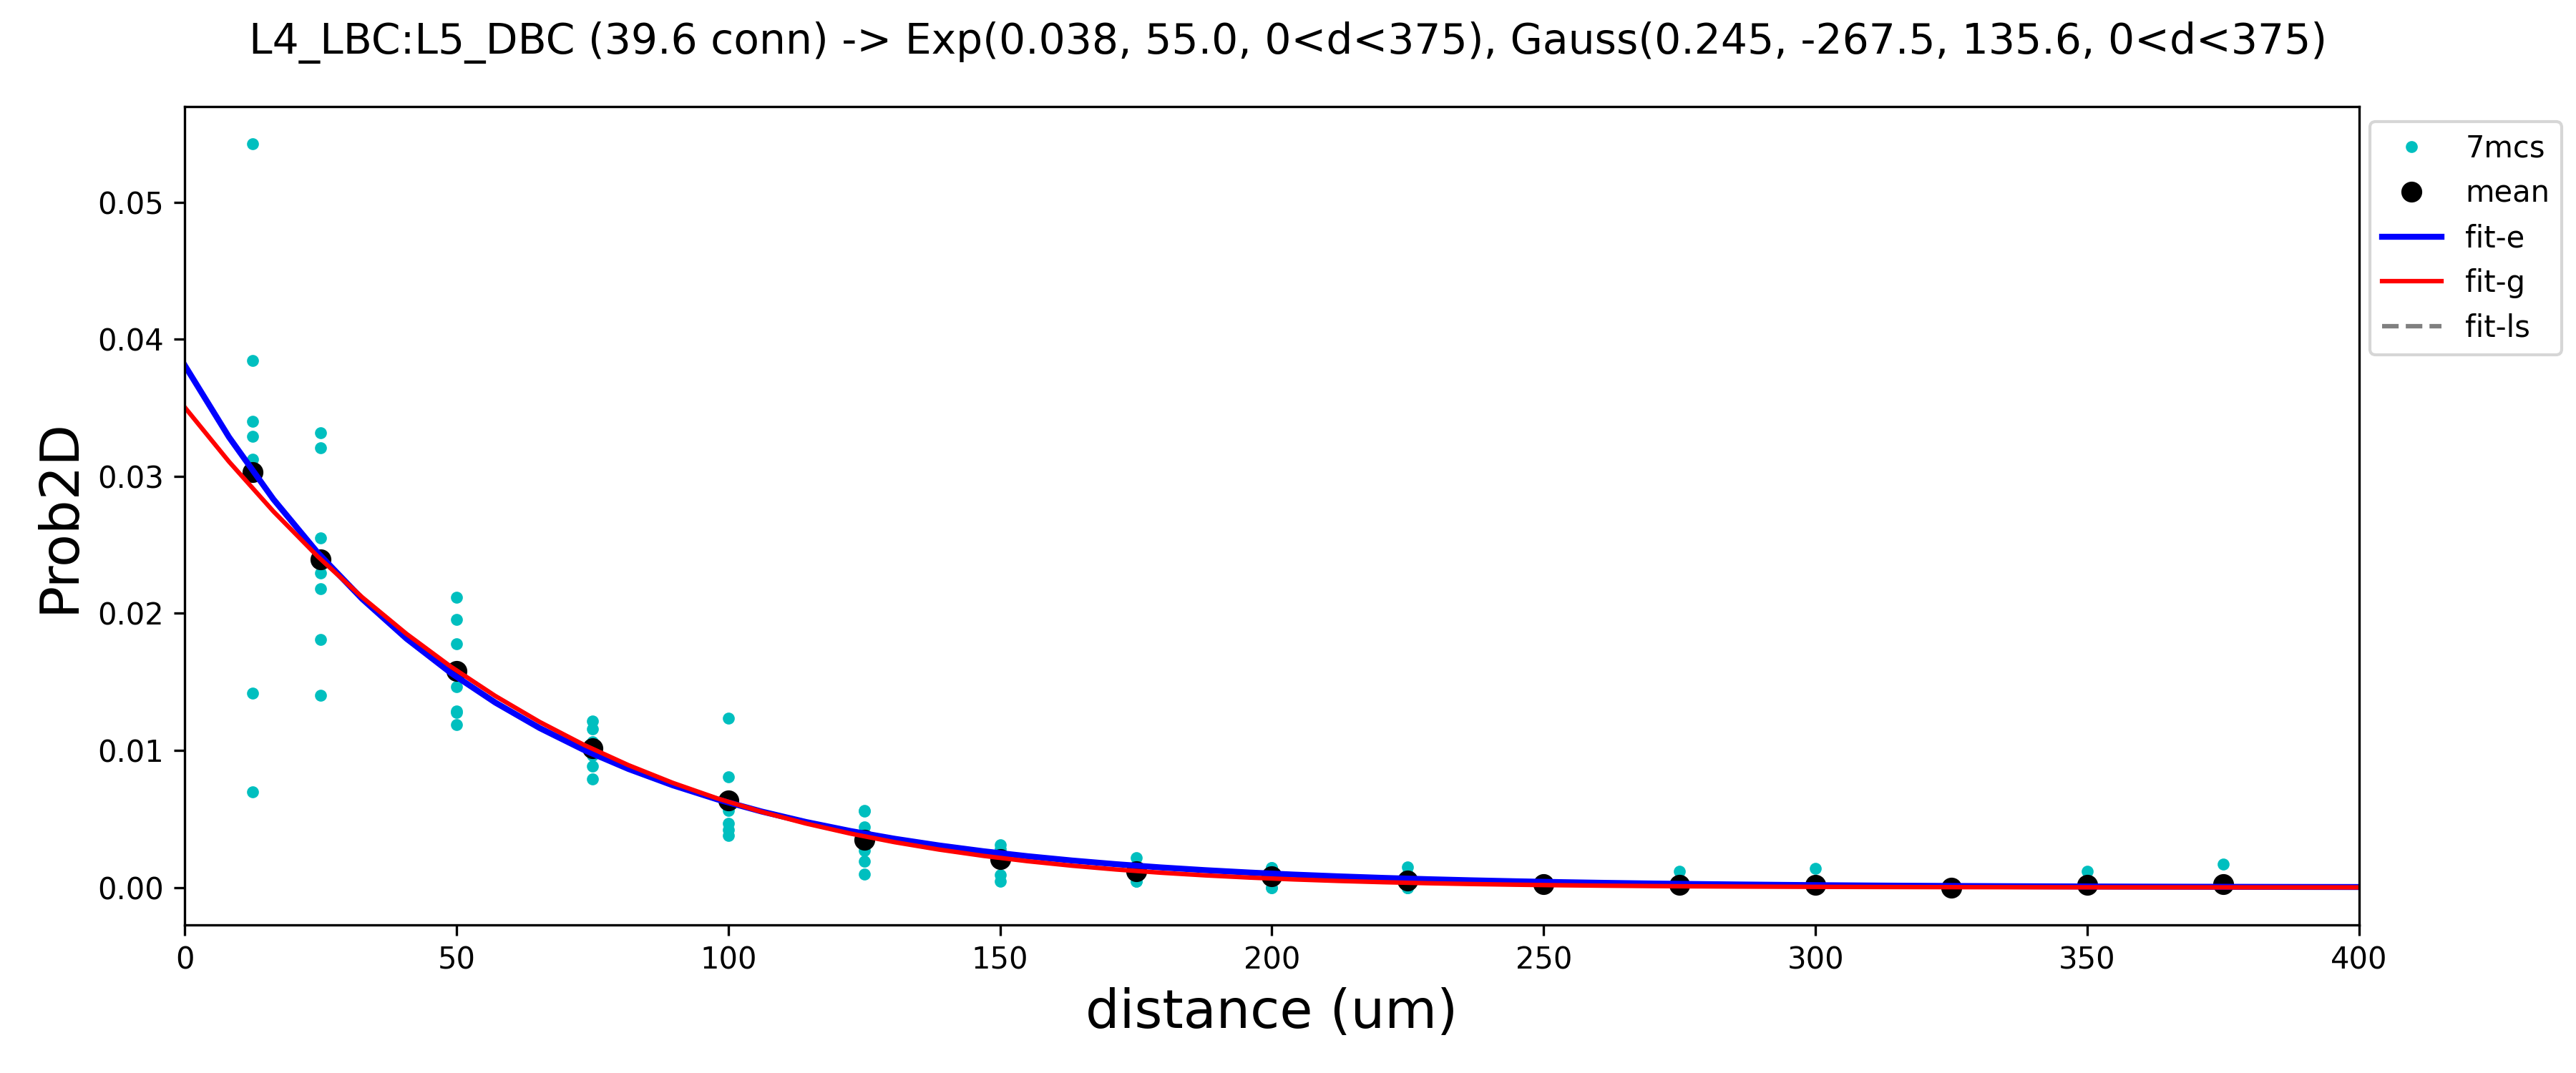 L4_LBC:L5_DBC (39.6 conn) -> Exp(0.038, 55.0, 0<d<375), Gauss(0.245, -267.5, 135.6, 0<d<375)
Prob2D
0.05
0.04
0.03
0.02
0.01
0.00
0 50 100 150 200 250 300 350 400
distance (um)
7mcs
mean
fit-e
fit-g
fit-ls